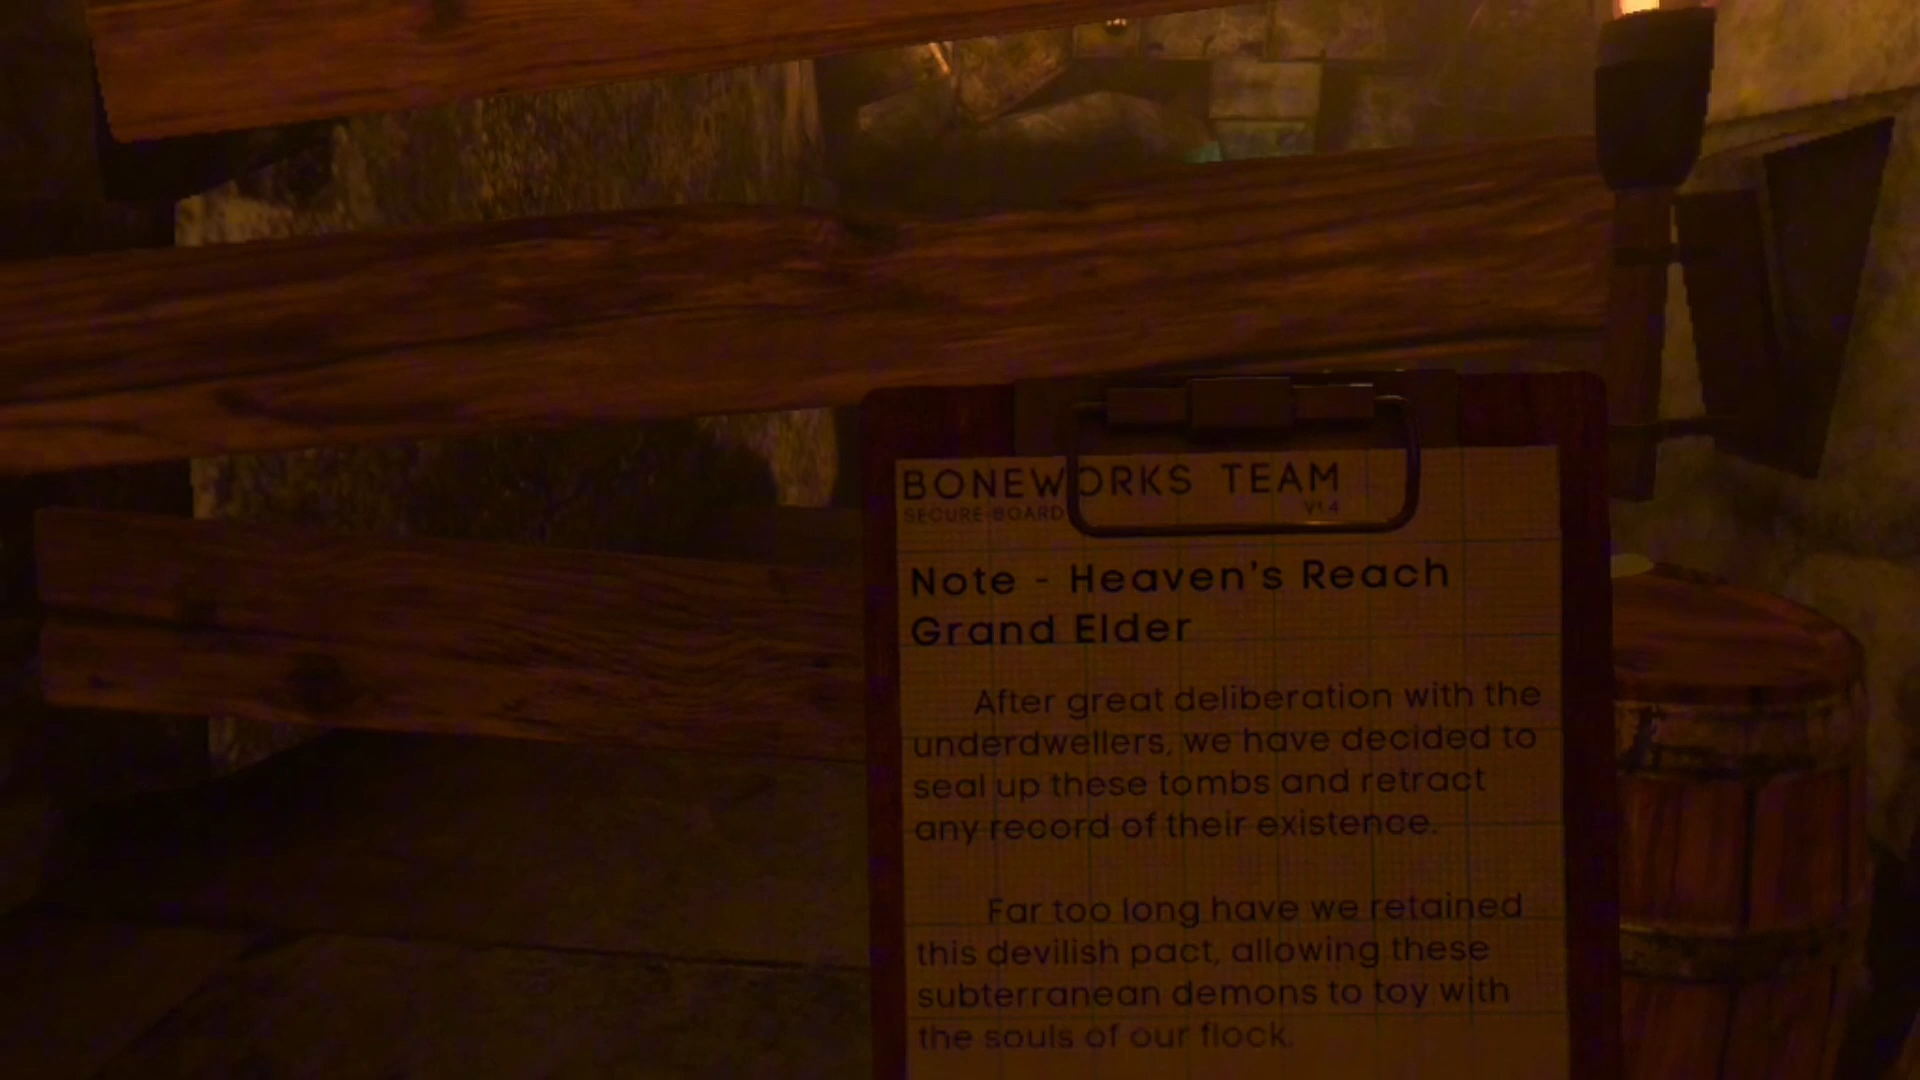 BONEWORKS TEAM
SECURE-BOARD V1.4
Note - Heaven's Reach
Grand Elder
After great deliberation with the
underdwellers, we have decided to
seal up these tombs and retract
any record of their existence.
Far too long have we retained
this devilish pact, allowing these
subterranean demons to toy with
the souls of our flock.